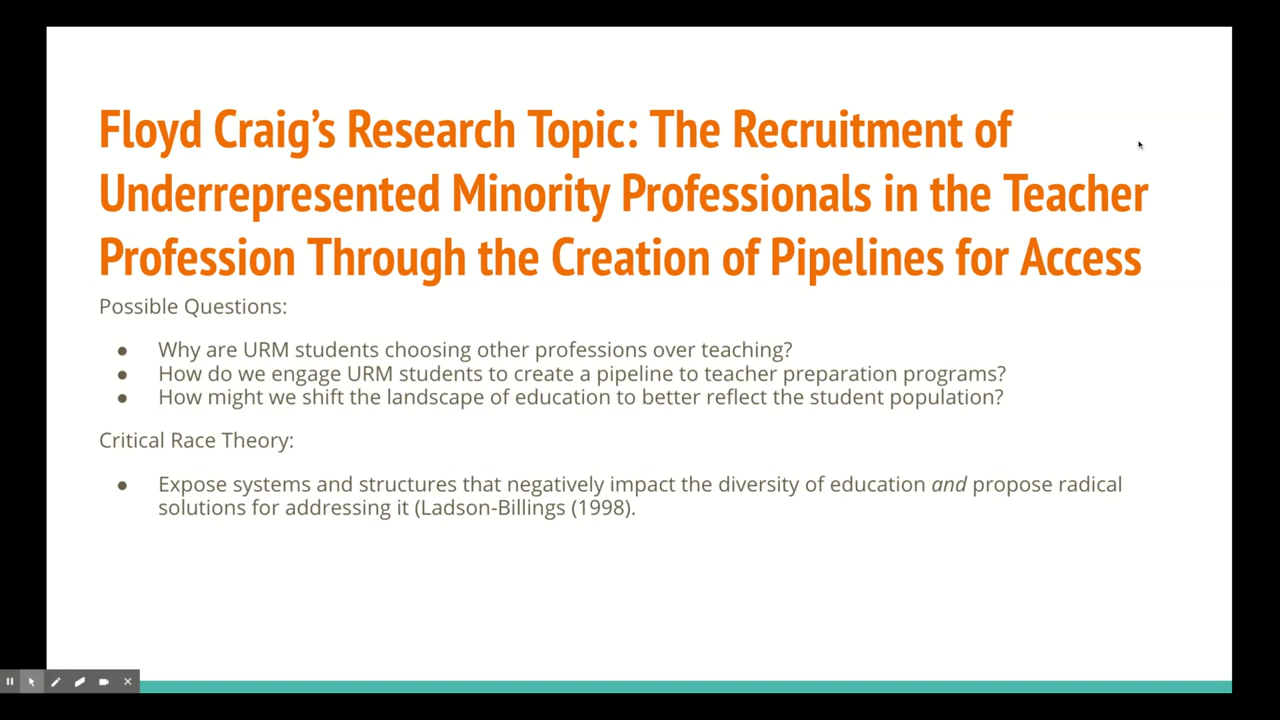 Floyd Craig's Research Topic: The Recruitment of
Underrepresented Minority Professionals in the Teacher
Profession Through the Creation of Pipelines for Access
Possible Questions:
● Why are URM students choosing other professions over teaching?
● How do we engage URM students to create a pipeline to teacher preparation programs?
● How might we shift the landscape of education to better reflect the student population?
Critical Race Theory:
● Expose systems and structures that negatively impact the diversity of education and propose radical
solutions for addressing it (Ladson-Billings (1998).